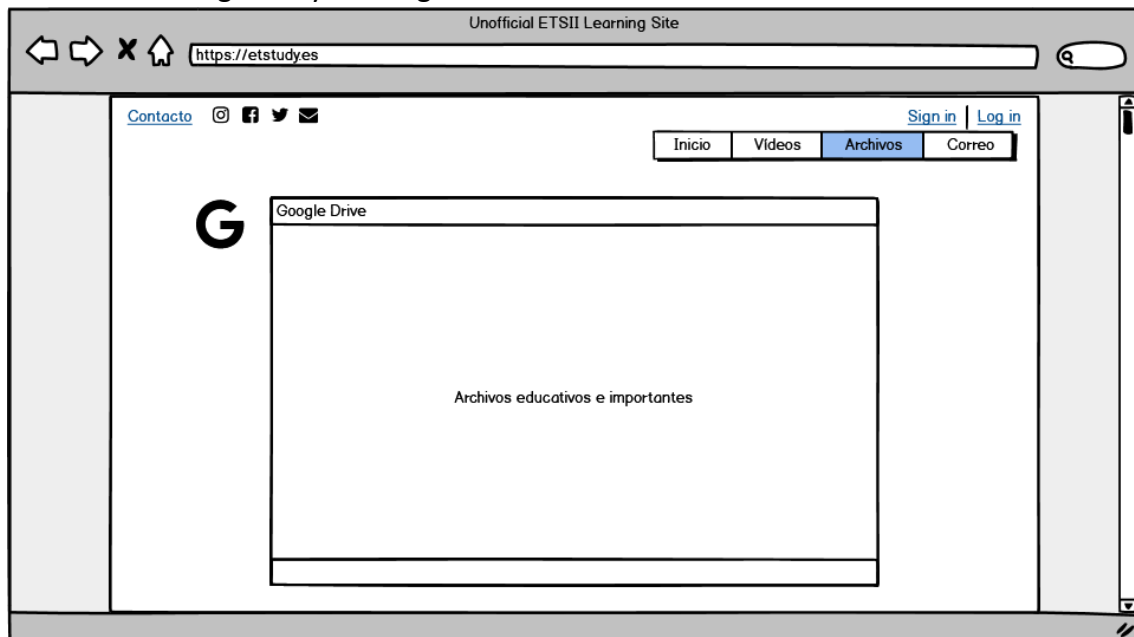 Unofficial ETSII Learning Site
https://etstudy.es
Contacto
Sign in Log in
Inicio Vídeos Archivos Correo
G
Google Drive
Archivos educativos e importantes